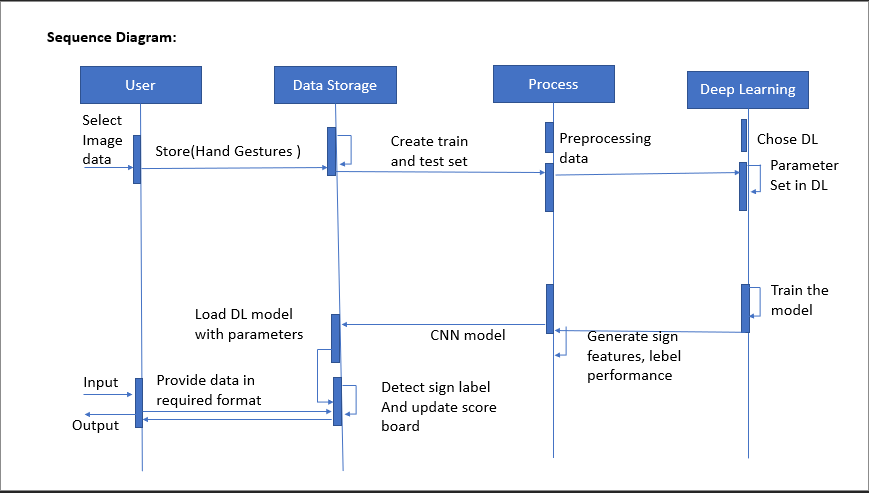 Sequence Diagram:
User
Data Storage
Process
Deep Learning
Select
Image
data
Store(Hand Gestures )
Create train
and test set
Preprocessing
data
Chose DL
Parameter
Set in DL
Train the
model
Load DL model
with parameters
CNN model
Generate sign
features, lebel
performance
Input
Output
Provide data in
required format
Detect sign label
And update score
board